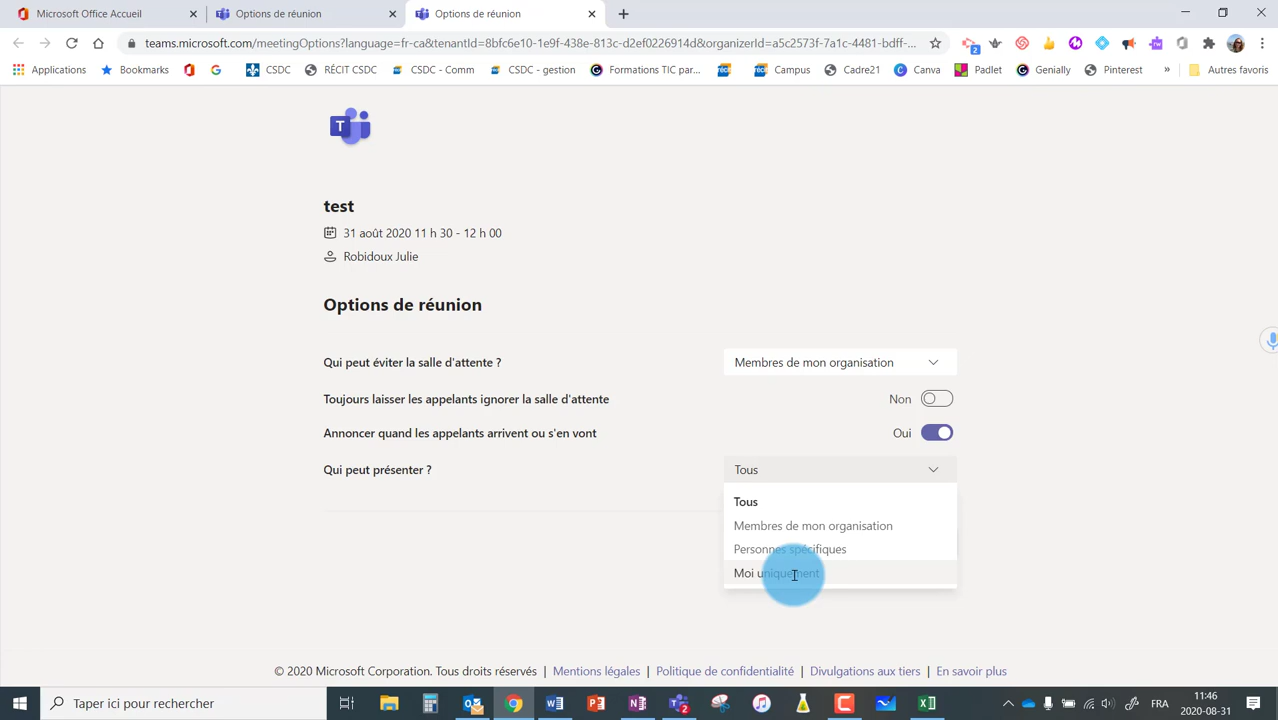 Microsoft Office Accueil
Options de réunion
Options de réunion
teams.microsoft.com/meetingOptions?language=fr-ca&tenantId=8bfc6e10-1e9f-438e-813c-d2ef0226914d&organizerId=a5c2573f-7a1c-4481-bdff-...
Applications
Bookmarks
CSDC
RÉCIT CSDC
CSDC - Comm
CSDC - gestion
Formations TIC par...
Campus
Cadre21
Canva
Padlet
Genially
Pinterest
»
Autres favoris
test
31 août 2020 11 h 30 - 12 h 00
Robidoux Julie
Options de réunion
Qui peut éviter la salle d'attente ?
Membres de mon organisation
Toujours laisser les appelants ignorer la salle d'attente
Non
Annoncer quand les appelants arrivent ou s'en vont
Oui
Qui peut présenter ?
Tous
Tous
Membres de mon organisation
Personnes spécifiques
Moi uniquement
© 2020 Microsoft Corporation. Tous droits réservés | Mentions légales | Politique de confidentialité | Divulgations aux tiers | En savoir plus
Taper ici pour rechercher
FRA
11:46
2020-08-31